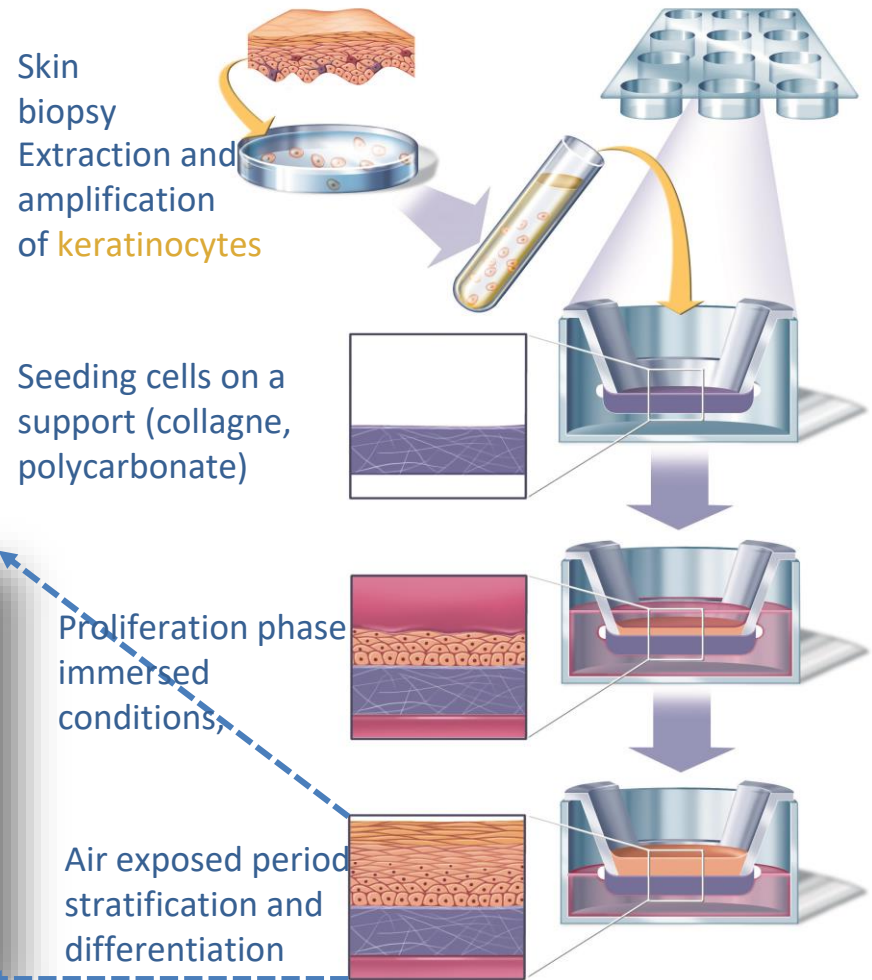 Skin
biopsy
Extraction and
amplification
of keratinocytes
Seeding cells on a
support (collagne,
polycarbonate)
Proliferation phase
immersed
conditions,
Air exposed period
stratification and
differentiation